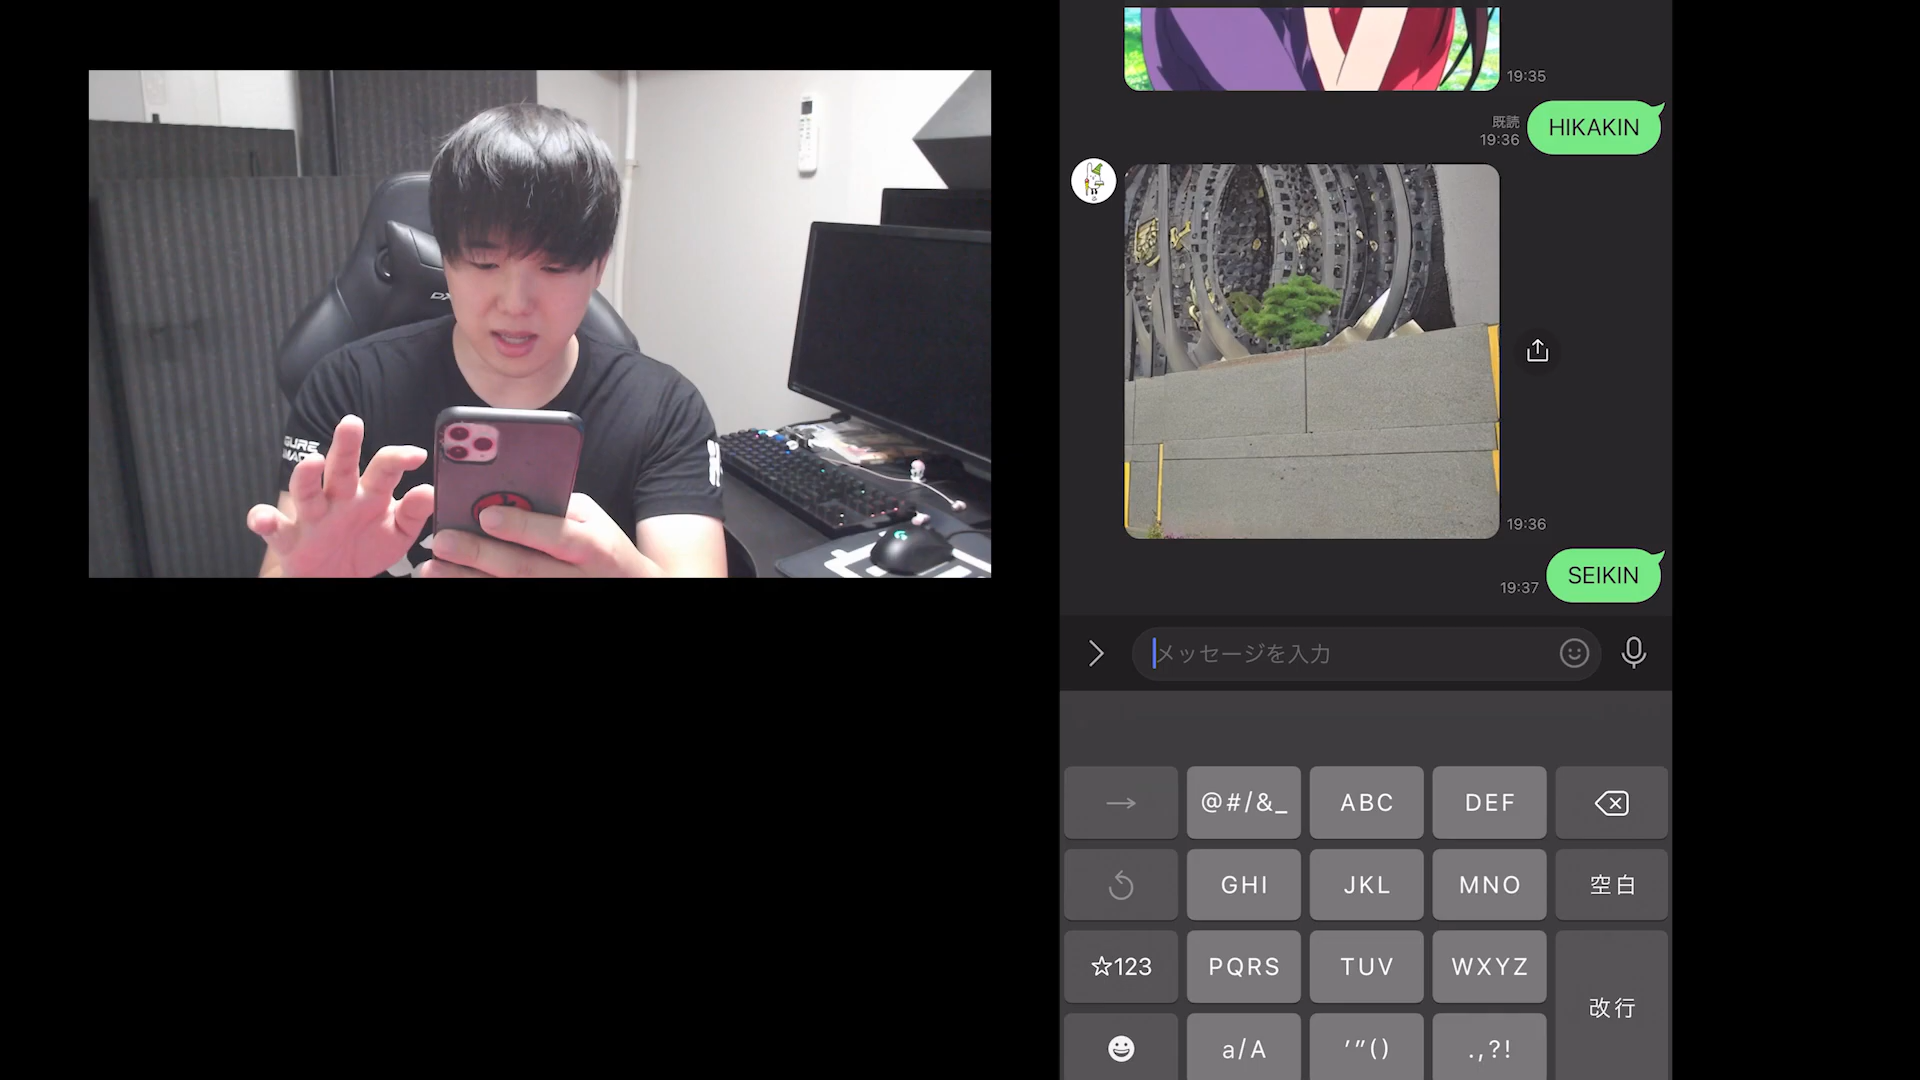 19:35
既読
19:36
HIKAKIN
19:36
19:37
SEIKIN
メッセージを入力
→
@#/&_
ABC
DEF
GHI
JKL
MNO
空白
☆123
PQRS
TUV
WXYZ
改行
a/A
'"()
.,?!